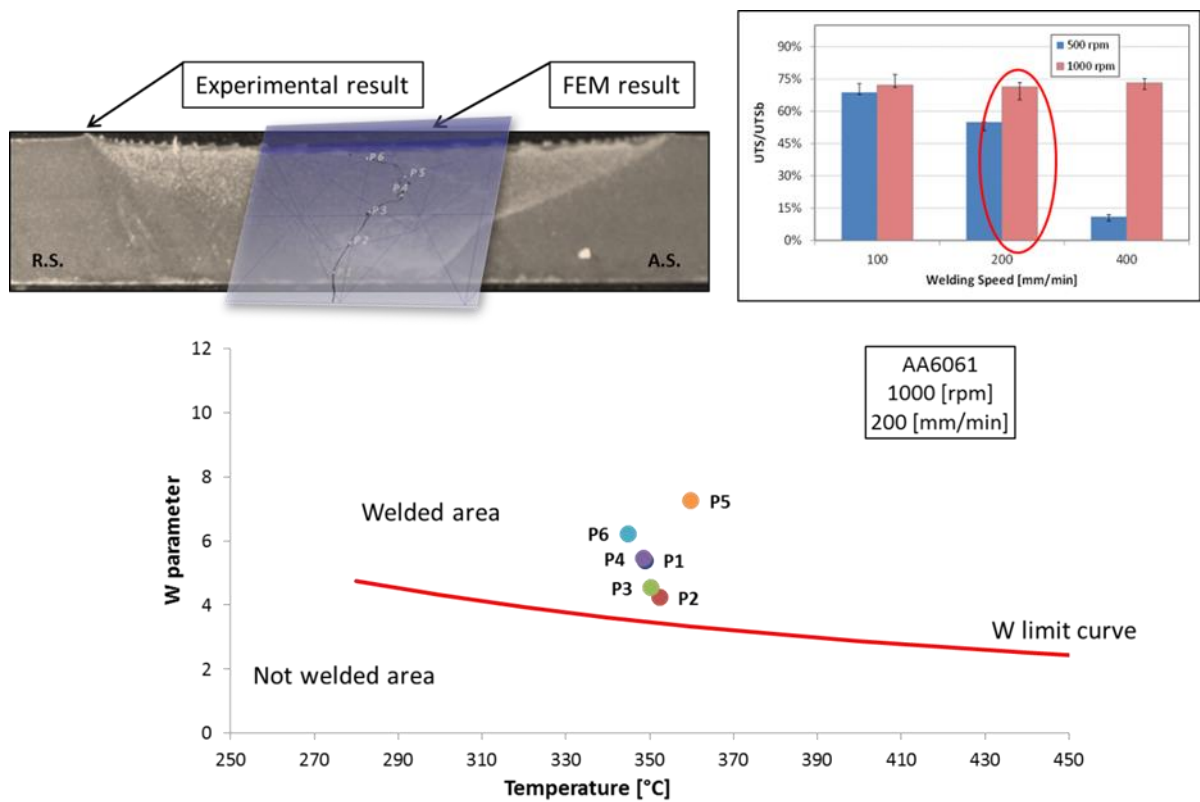 Experimental result
FEM result
P6
P5
P4
P3
P2
P1
R.S.
A.S.
90%
75%
60%
45%
30%
15%
0%
UTS/UTSb
500 rpm
1000 rpm
100
200
400
Welding Speed [mm/min]
12
10
8
6
4
2
0
W parameter
AA6061
1000 [rpm]
200 [mm/min]
Welded area
P5
P6
P4
P1
P3
P2
W limit curve
Not welded area
250
270
290
310
330
350
370
390
410
430
450
Temperature [°C]